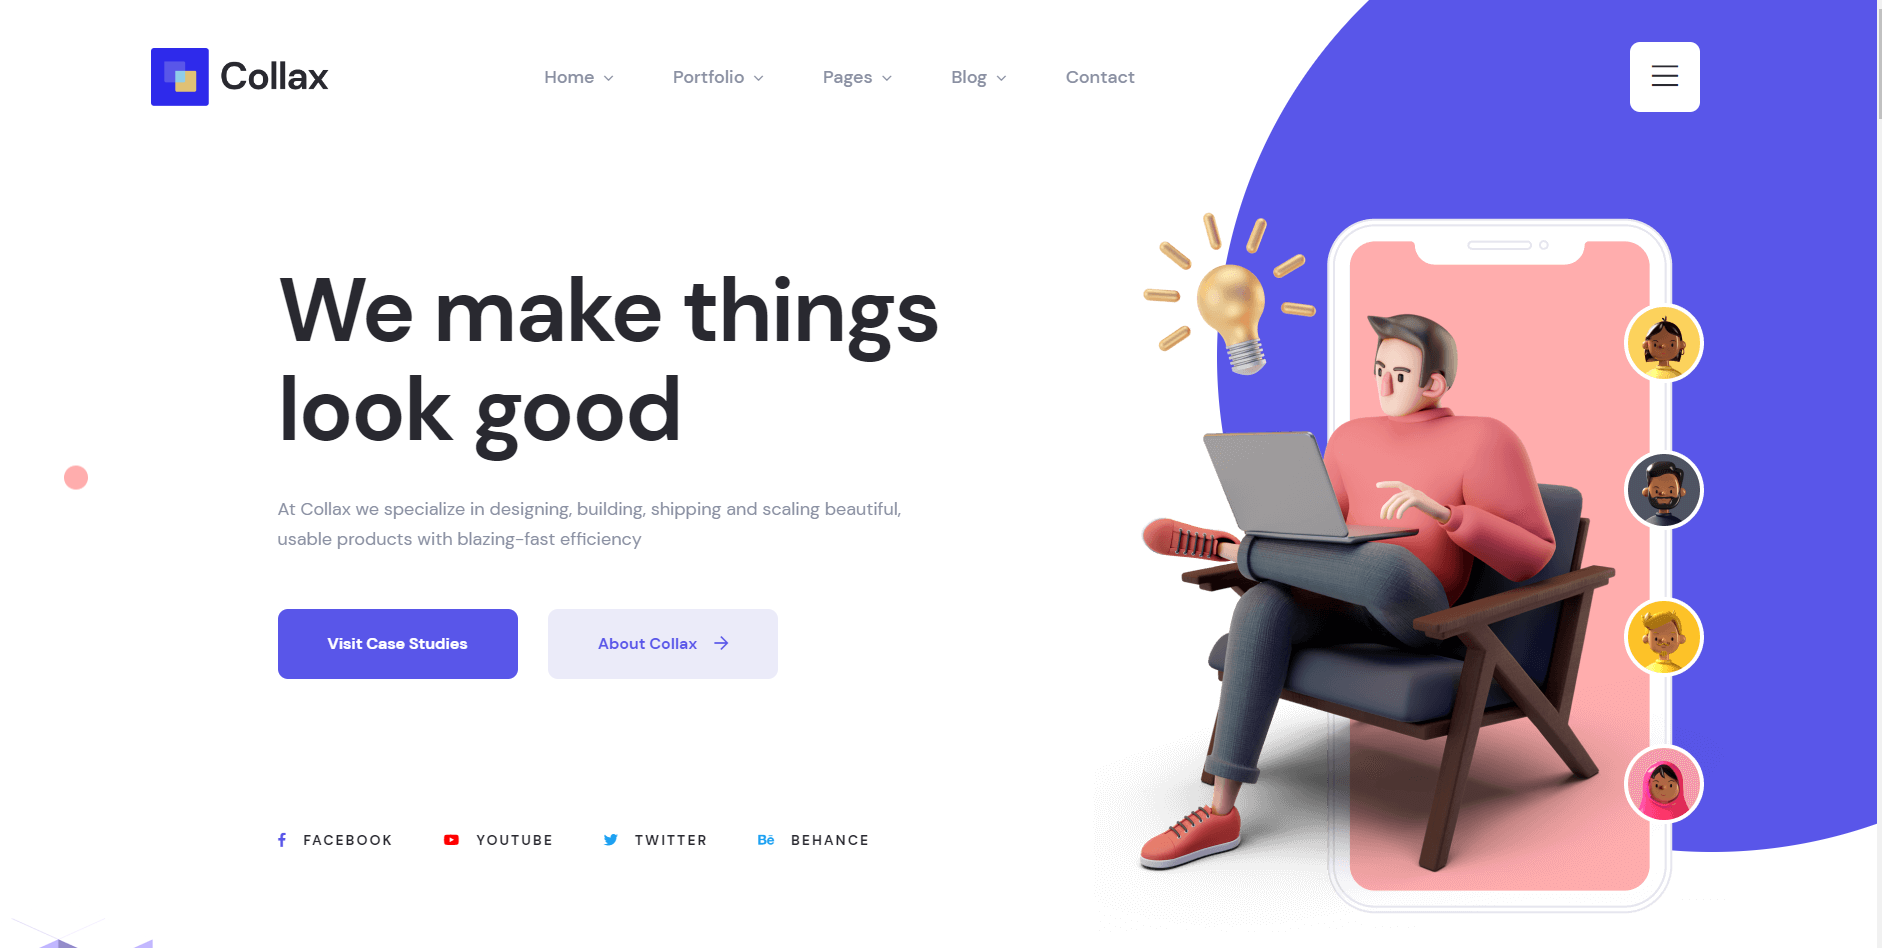 Collax
Home
Portfolio
Pages
Blog
Contact
We make things
look good
At Collax we specialize in designing, building, shipping and scaling beautiful,
usable products with blazing-fast efficiency
Visit Case Studies
About Collax
FACEBOOK
YOUTUBE
TWITTER
Bē BEHANCE